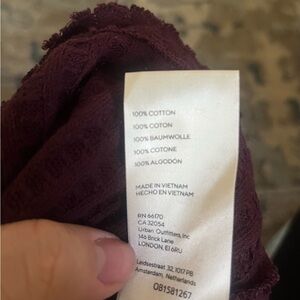 100% COTTON
100% COTON
100% BAUMWOLLE
100% COTONE
100% ALGODÓN
MADE IN VIETNAM
HECHO EN VIETNAM
RN 66170
CA 32054
Urban Outfitters, Inc
146 Brick Lane
LONDON, E1 6RU
Leidsestraat 32, 1017 PB
Amsterdam, Netherlands
OB1581267